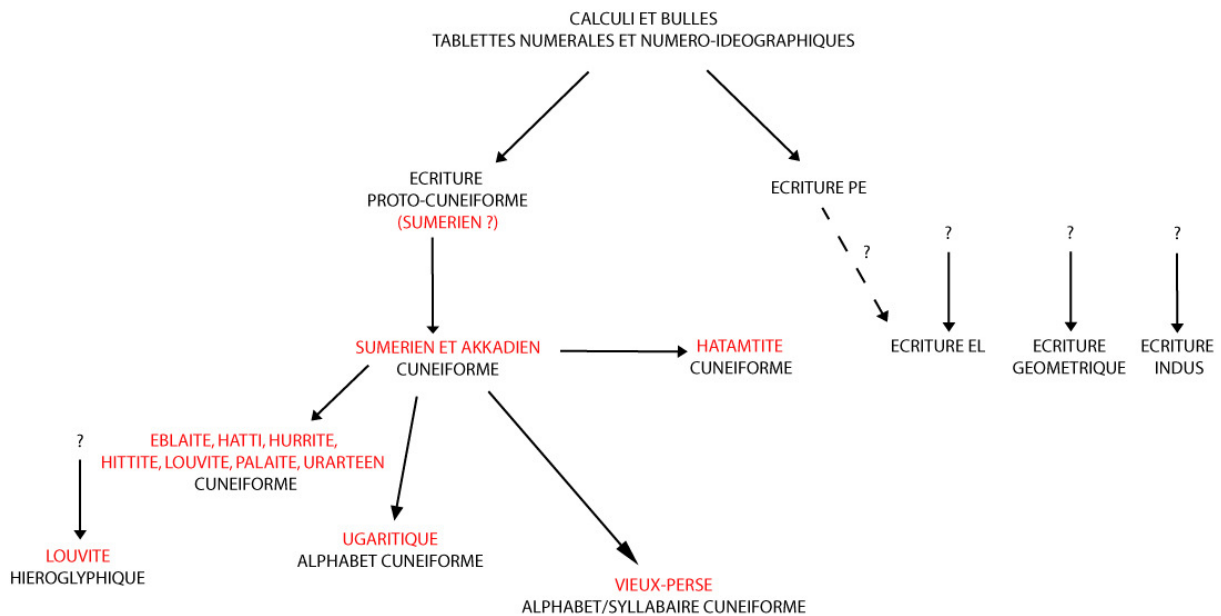 CALCULI ET BULLES
TABLETTES NUMERALES ET NUMERO-IDEOGRAPHIQUES
ECRITURE
PROTO-CUNEIFORME
(SUMERIEN ?)
ECRITURE PE
?
?
?
?
SUMERIEN ET AKKADIEN
CUNEIFORME
HATAMTITE
CUNEIFORME
ECRITURE EL
ECRITURE
GEOMETRIQUE
ECRITURE
INDUS
?
EBLAITE, HATTI, HURRITE,
HITTITE, LOUVITE, PALAITE, URARTEEN
CUNEIFORME
LOUVITE
HIEROGLYPHIQUE
UGARITIQUE
ALPHABET CUNEIFORME
VIEUX-PERSE
ALPHABET/SYLLABAIRE CUNEIFORME